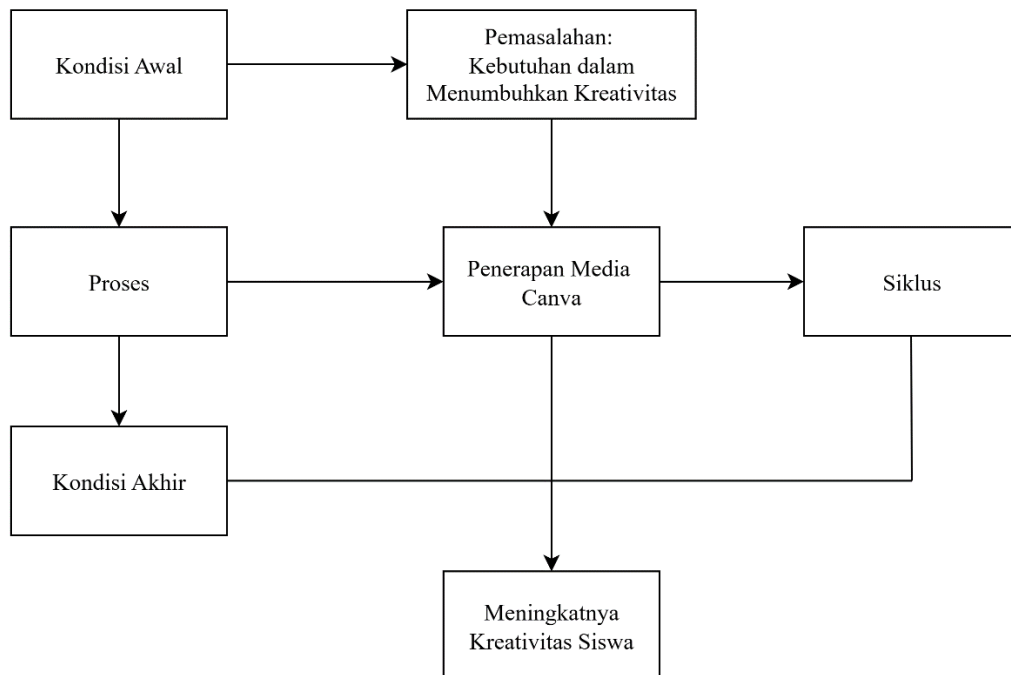 Kondisi Awal
Pemasalahan:
Kebutuhan dalam
Menumbuhkan Kreativitas
Proses
Penerapan Media
Canva
Siklus
Kondisi Akhir
Meningkatnya
Kreativitas Siswa